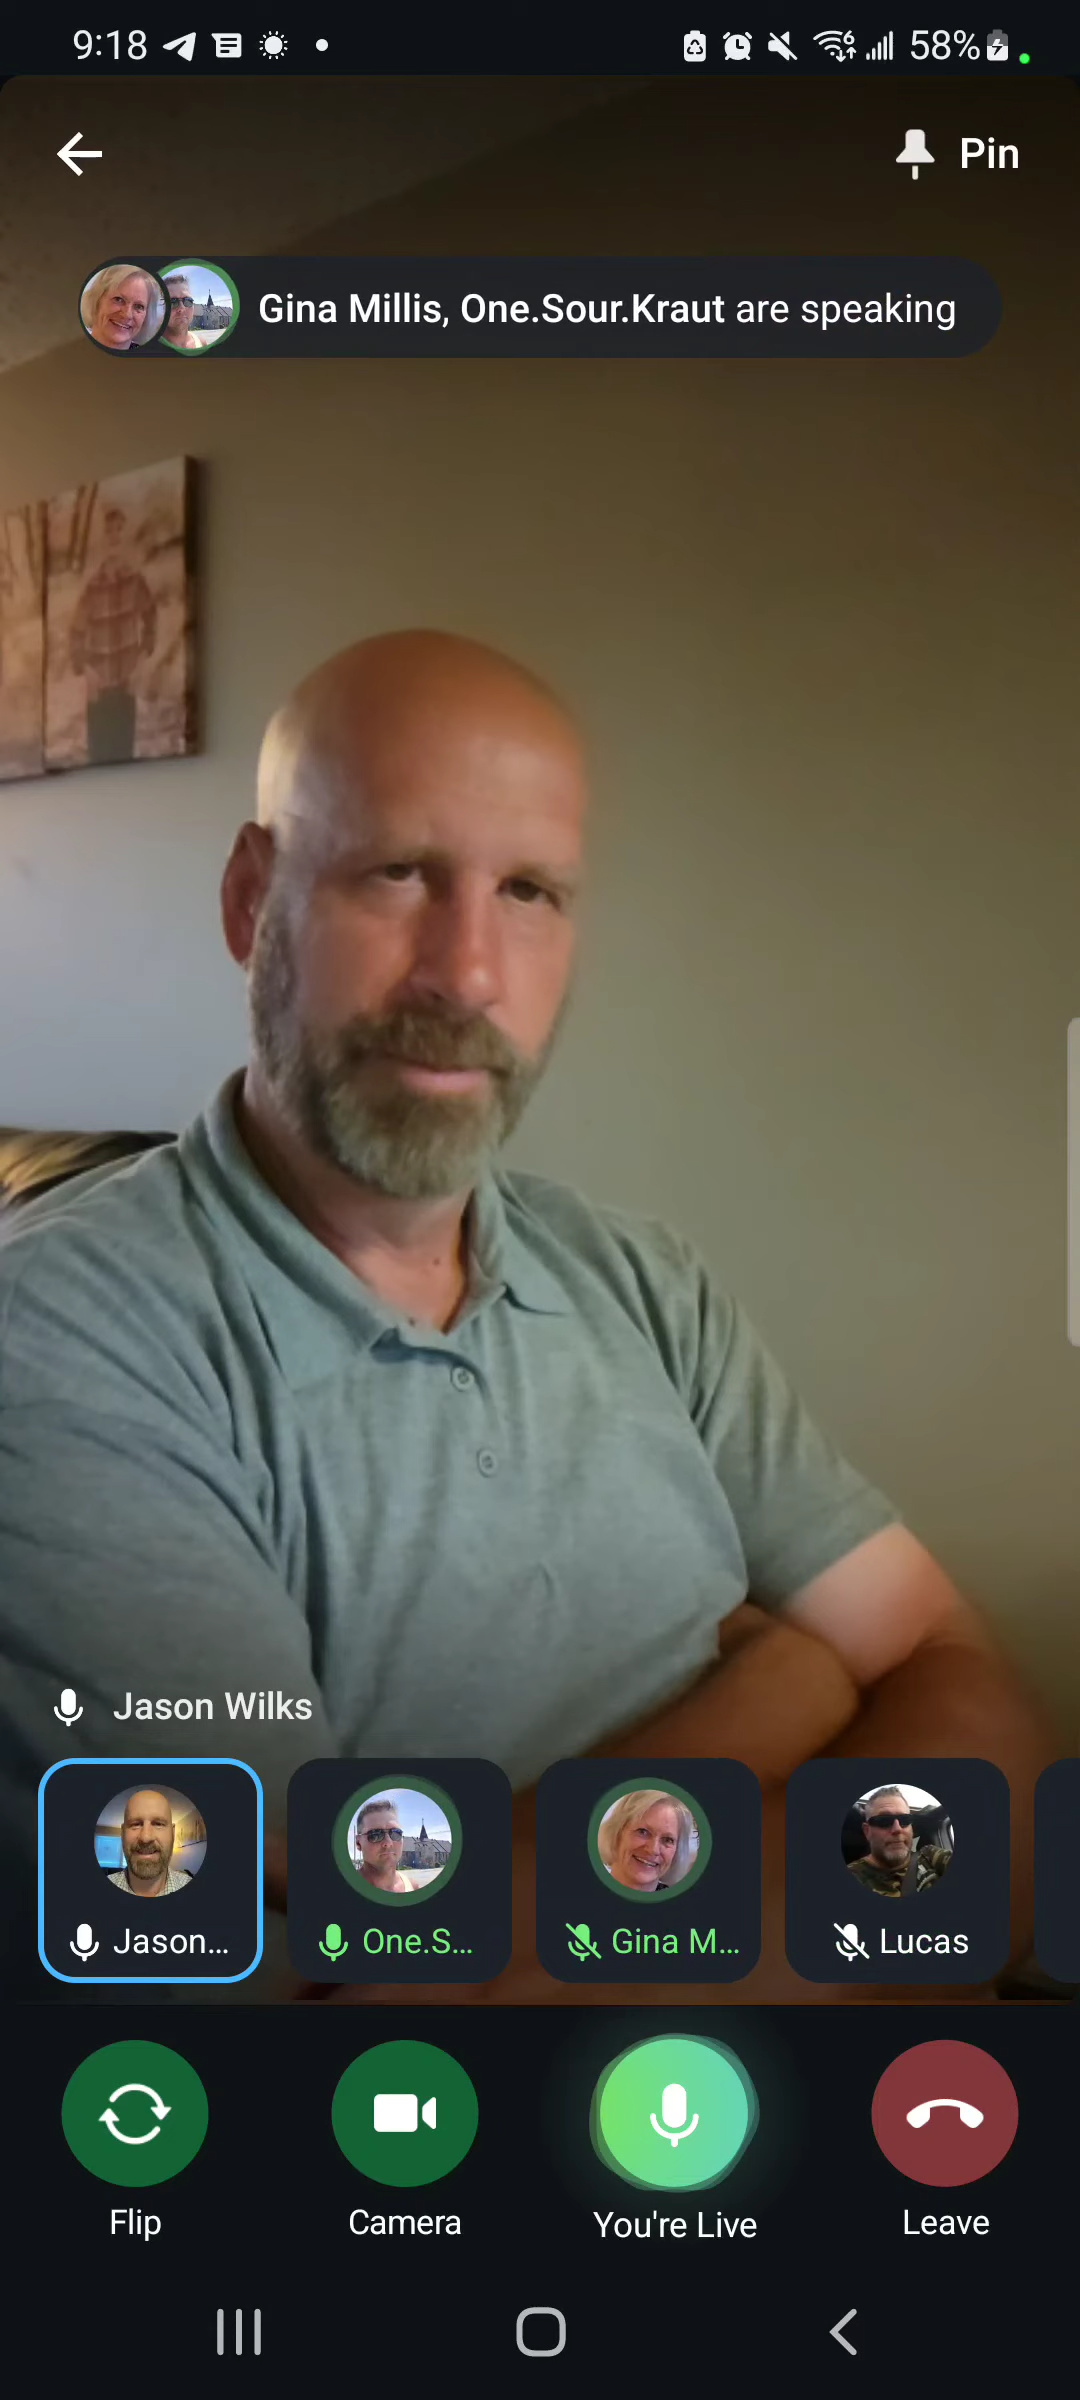 9:18
58%
Pin
Gina Millis, One.Sour.Kraut are speaking
Jason Wilks
Jason...
One.S...
Gina M...
Lucas
Flip
Camera
You're Live
Leave